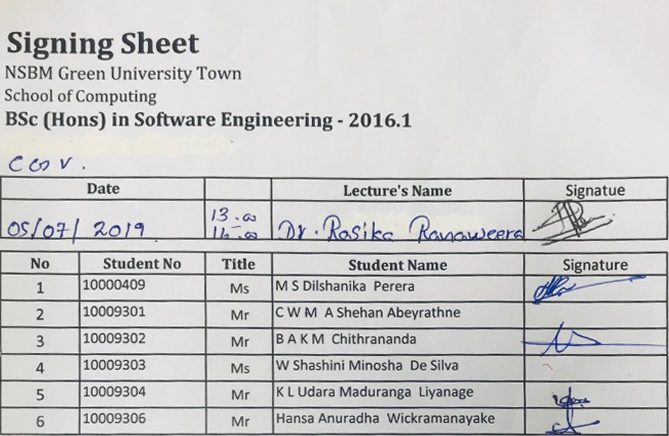 Signing Sheet
NSBM Green University Town
School of Computing
BSc (Hons) in Software Engineering - 2016.1
Date Lecture's Name Signatue
05/07/ 2019 13.00 Dr. Rasika Ranaweera
16.00
No Student No Title Student Name Signature
1 10000409 Ms M S Dilshanika Perera
2 10009301 Mr C W M A Shehan Abeyrathne
3 10009302 Mr B A K M Chithrananda
4 10009303 Ms W Shashini Minosha De Silva
5 10009304 Mr K L Udara Maduranga Liyanage
6 10009306 Mr Hansa Anuradha Wickramanayake